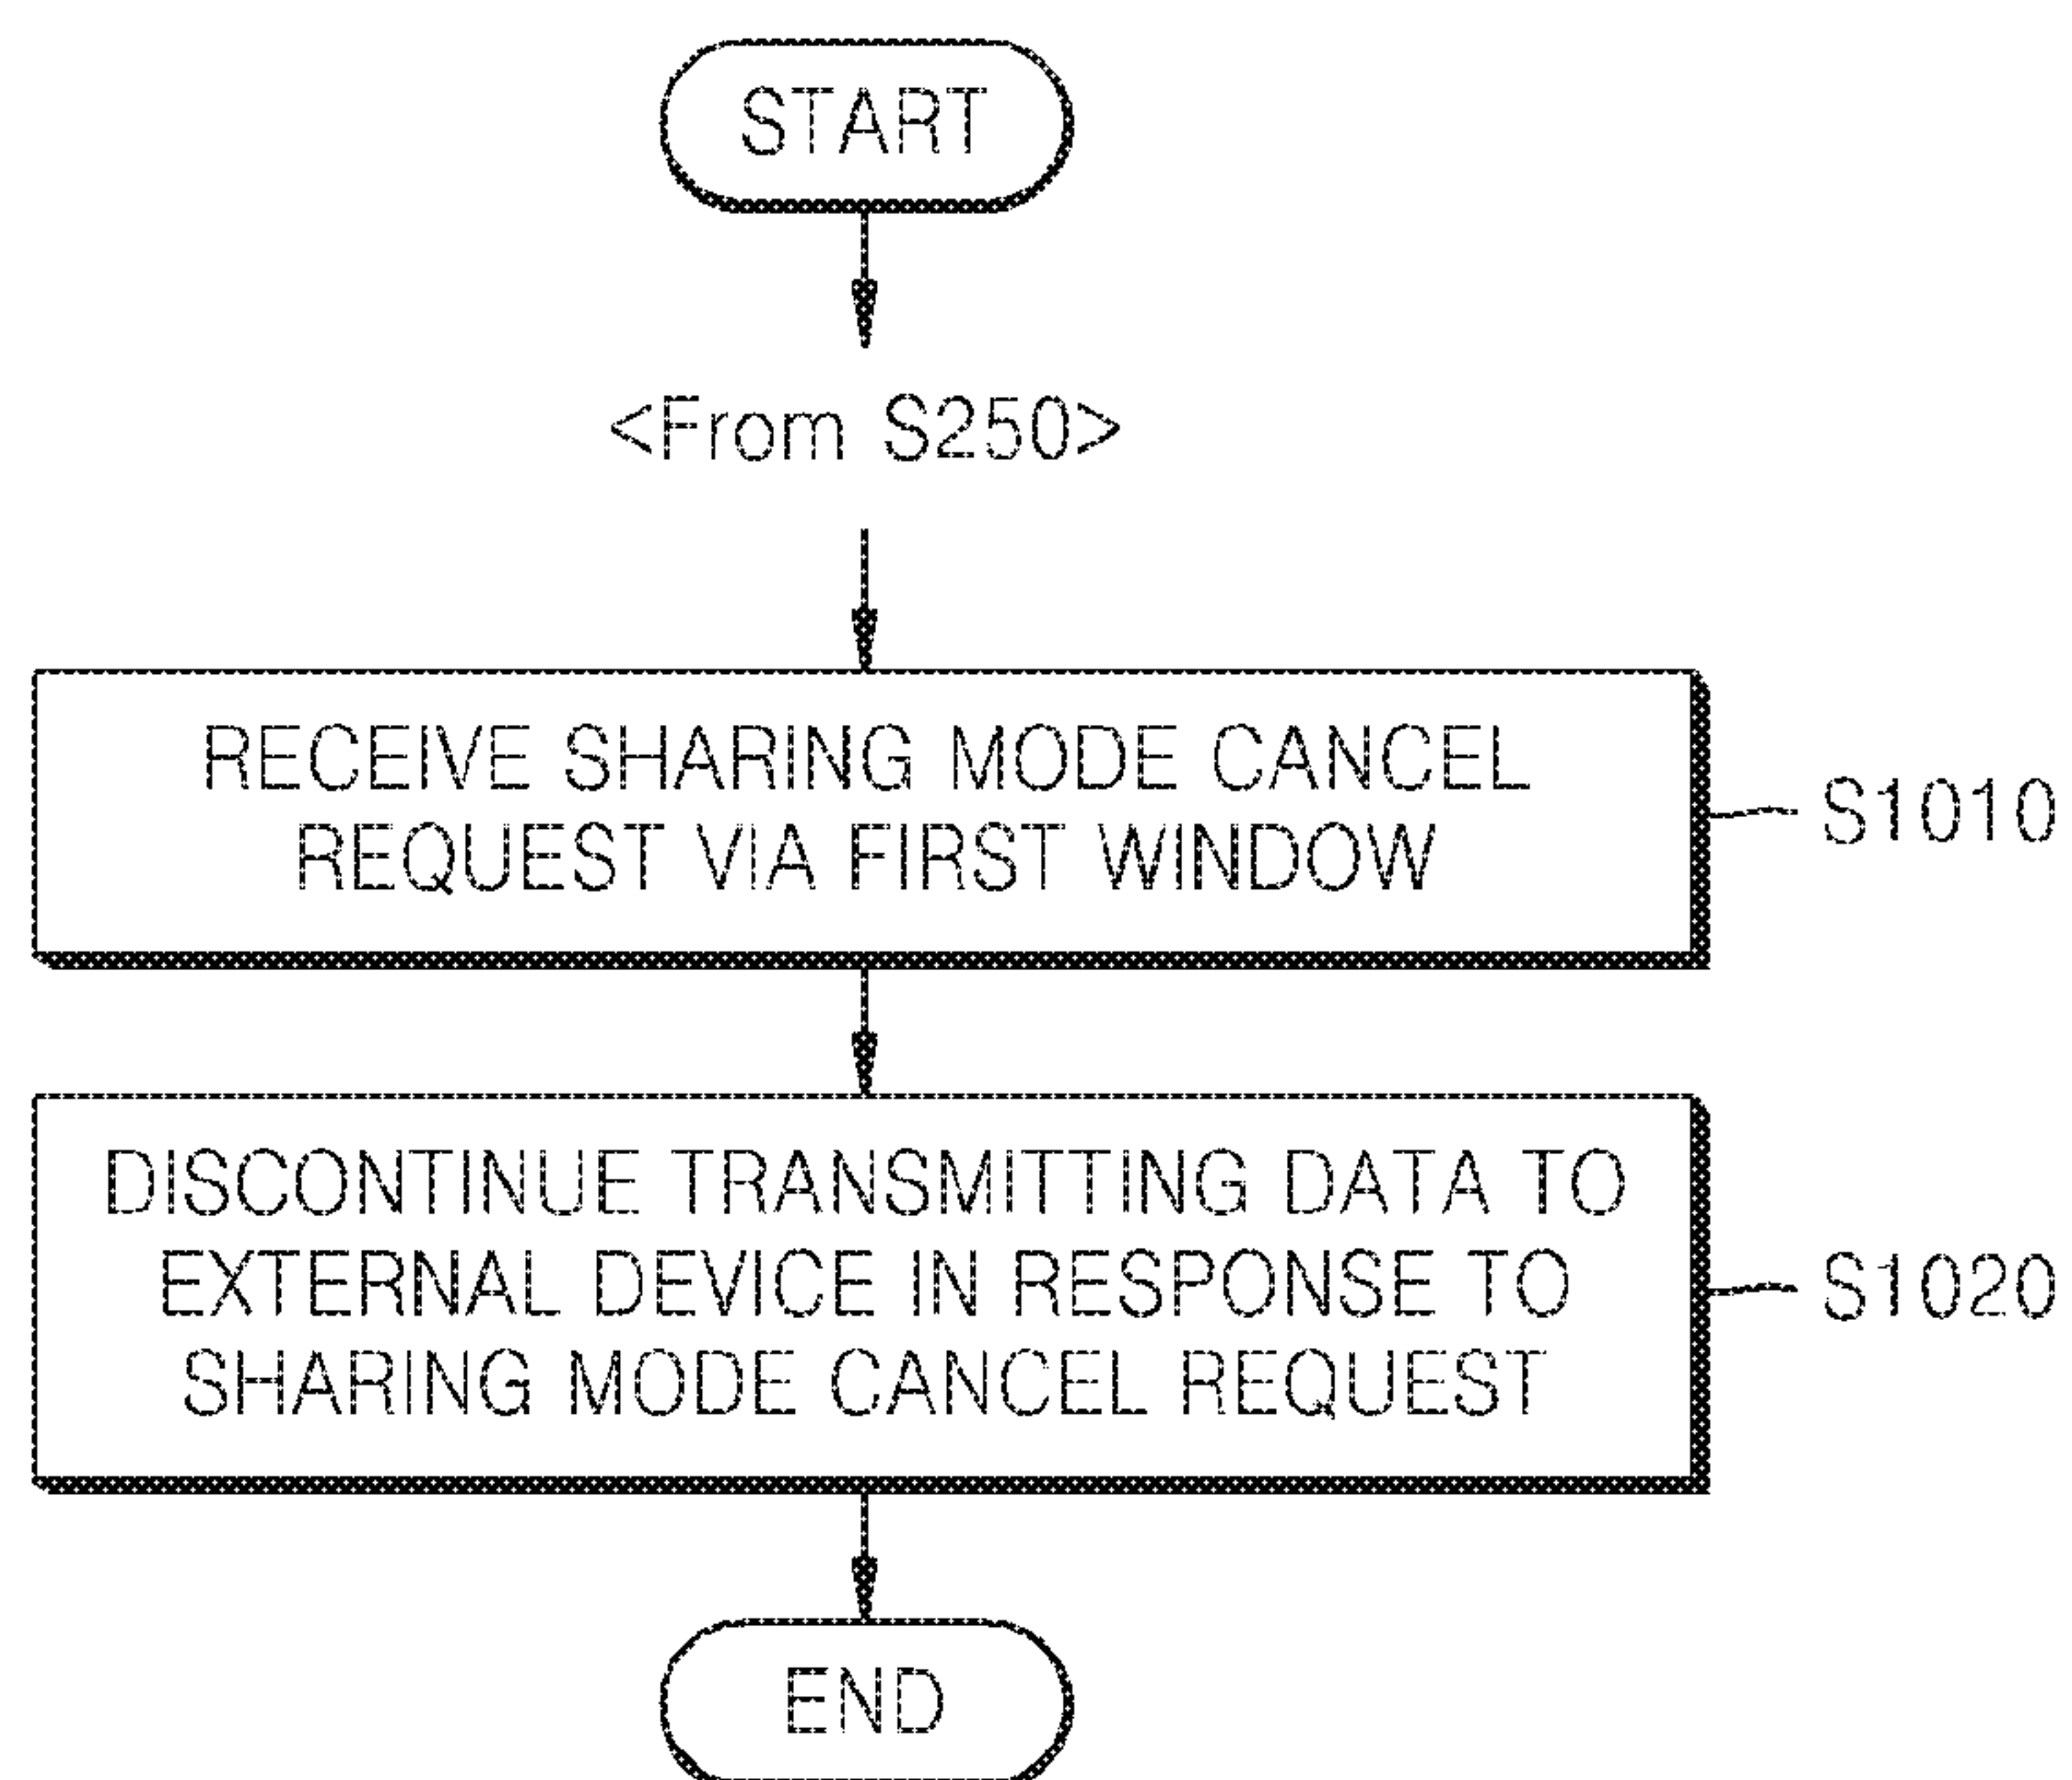 START
<From S250>
RECEIVE SHARING MODE CANCEL
REQUEST VIA FIRST WINDOW
S1010
DISCONTINUE TRANSMITTING DATA TO
EXTERNAL DEVICE IN RESPONSE TO
SHARING MODE CANCEL REQUEST
S1020
END